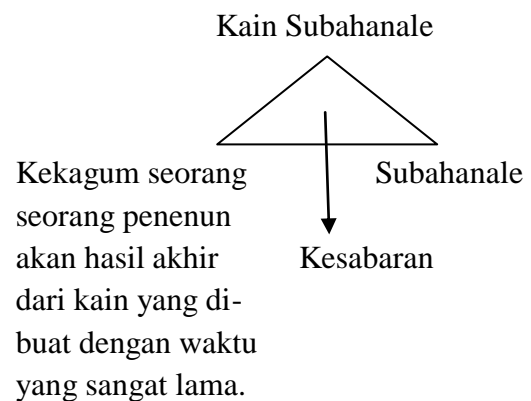 Kain Subahanale
Kekagum seorang
seorang penenun
akan hasil akhir
dari kain yang di-
buat dengan waktu
yang sangat lama.
Subahanale
Kesabaran